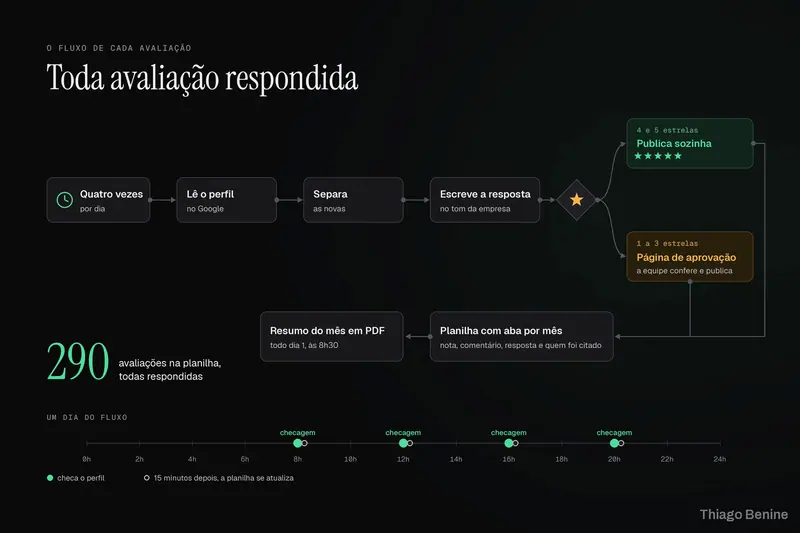 O FLUXO DE CADA AVALIAÇÃO
Toda avaliação respondida
Quatro vezes
por dia
Lê o perfil
no Google
Separa
as novas
Escreve a resposta
no tom da empresa
4 e 5 estrelas
Publica sozinha
1 a 3 estrelas
Página de aprovação
a equipe confere e publica
Resumo do mês em PDF
todo dia 1, às 8h30
Planilha com aba por mês
nota, comentário, resposta e quem foi citado
290
avaliações na planilha,
todas respondidas
UM DIA DO FLUXO
checagem checagem checagem checagem
0h 2h 4h 6h 8h 10h 12h 14h 16h 18h 20h 22h 24h
checa o perfil
15 minutos depois, a planilha se atualiza
Thiago Benine